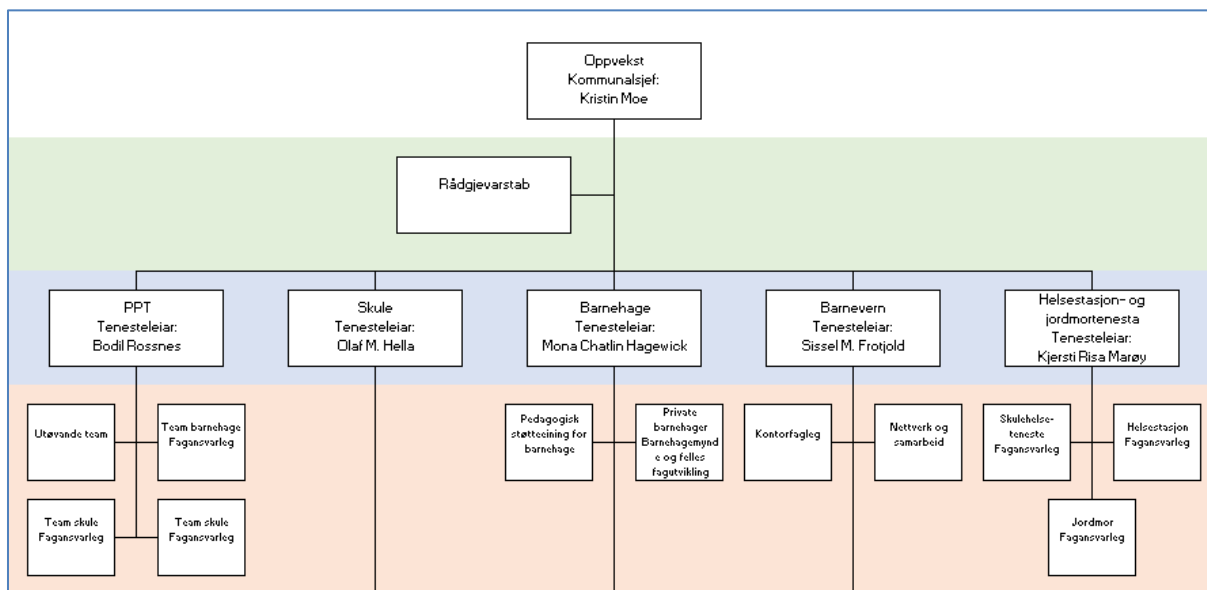 Oppvekst
Kommunalsjef:
Kristin Moe
Rådgjevarstab
PPT
Tenesteleiar:
Bodil Rossnes
Skule
Tenesteleiar:
Olaf M. Hella
Barnehage
Tenesteleiar:
Mona Chatlin Hagewick
Barnevern
Tenesteleiar:
Sissel M. Frotjold
Helsestasjon- og
jordmortenesta
Tenesteleiar:
Kjersti Risa Marøy
Utøvande team
Team barnehage
Fagansvarleg
Pedagogisk
støtteeining for
barnehage
Private
barnehager
Barnehagemynd
e og felles
fagutvikling
Kontorfagleg
Nettverk og
samarbeid
Skulehelse-
teneste
Fagansvarleg
Helsestasjon
Fagansvarleg
Team skule
Fagansvarleg
Team skule
Fagansvarleg
Jordmor
Fagansvarleg